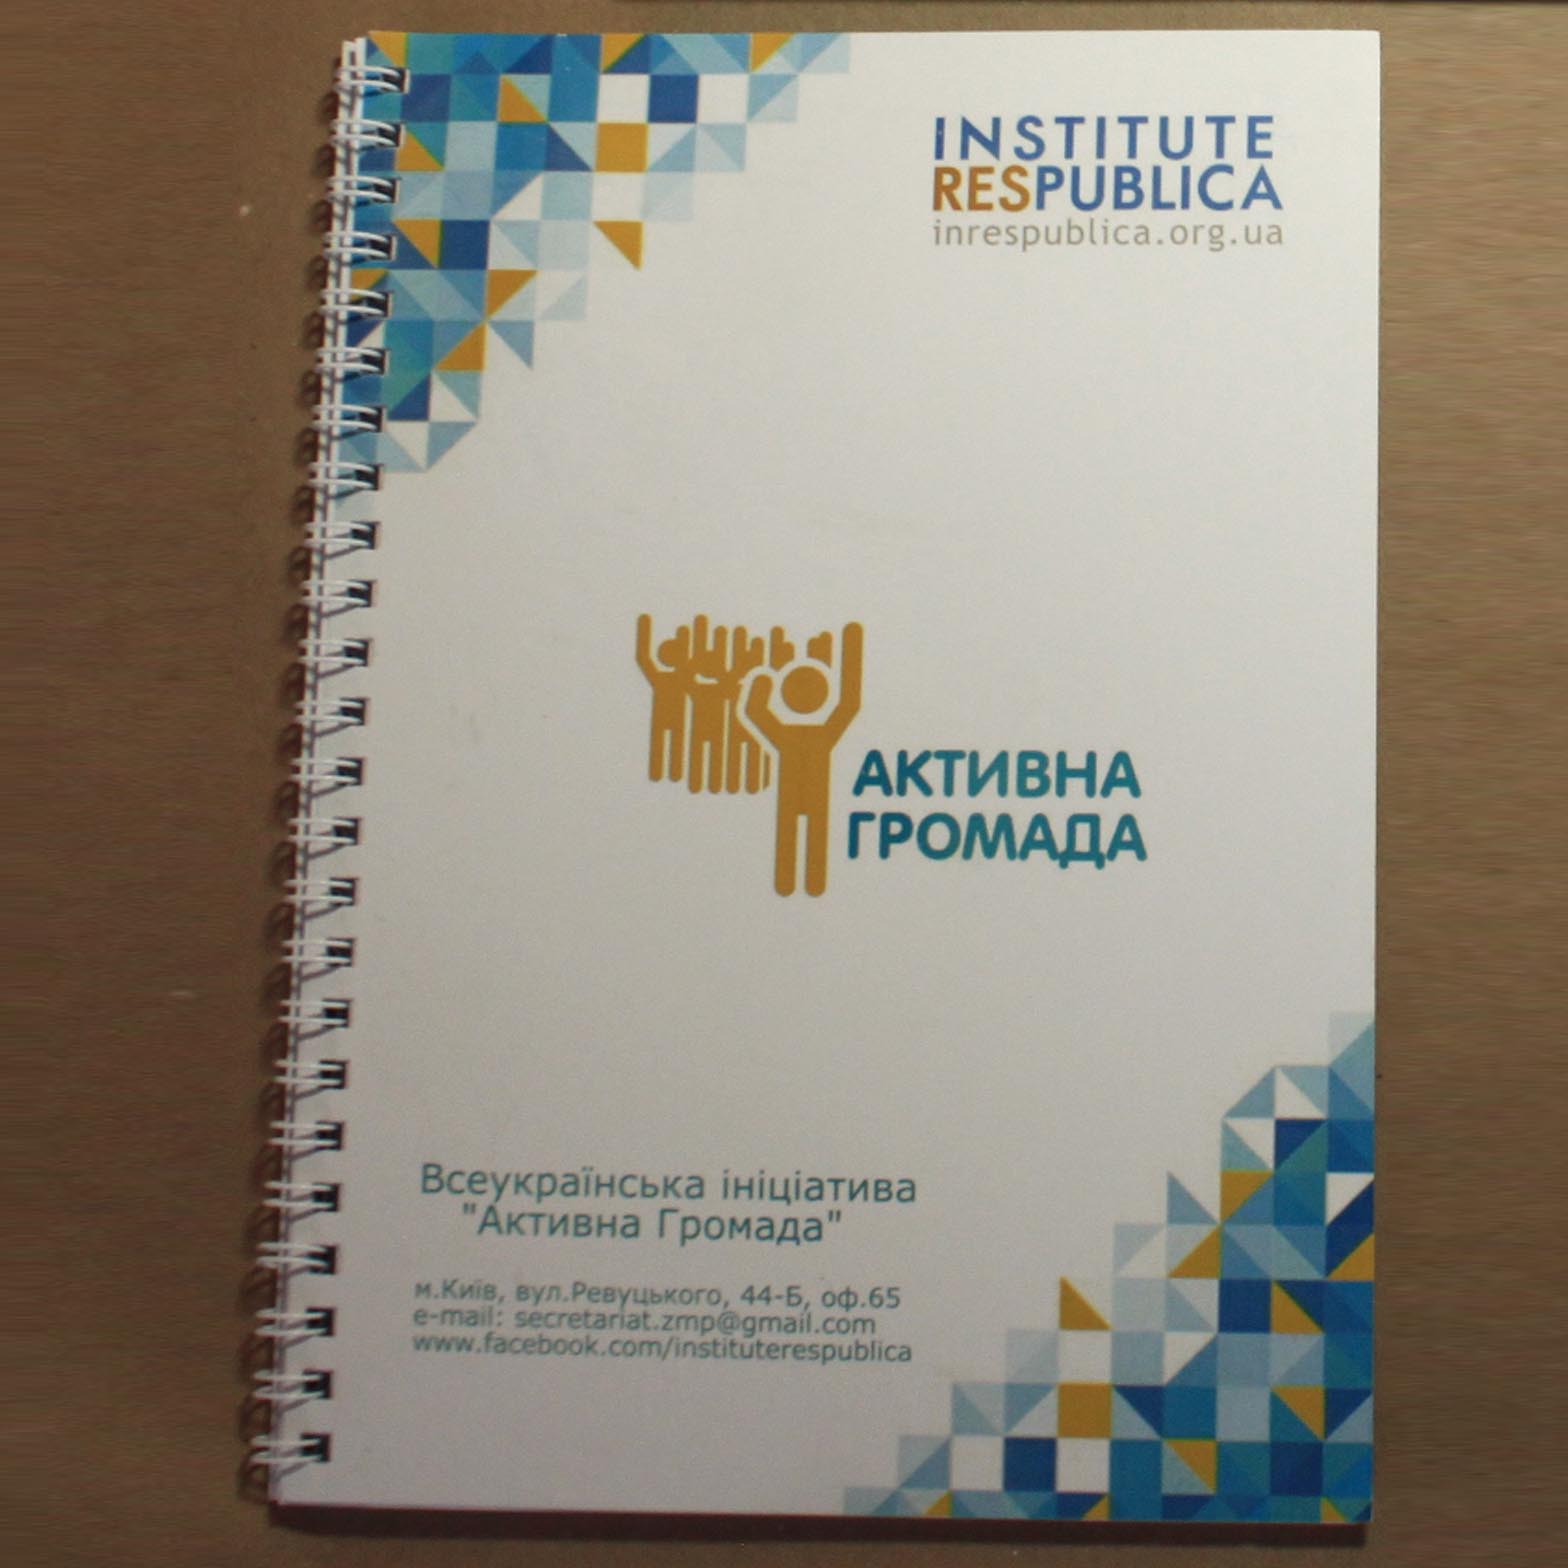 INSTITUTE
RESPUBLICA
inrespublica.org.ua
АКТИВНА
ГРОМАДА
Всеукраїнська ініціатива
"Активна Громада"
м.Київ, вул.Ревуцького, 44-Б, оф.65
e-mail: secretariat.zmp@gmail.com
www.facebook.com/instituterespublica